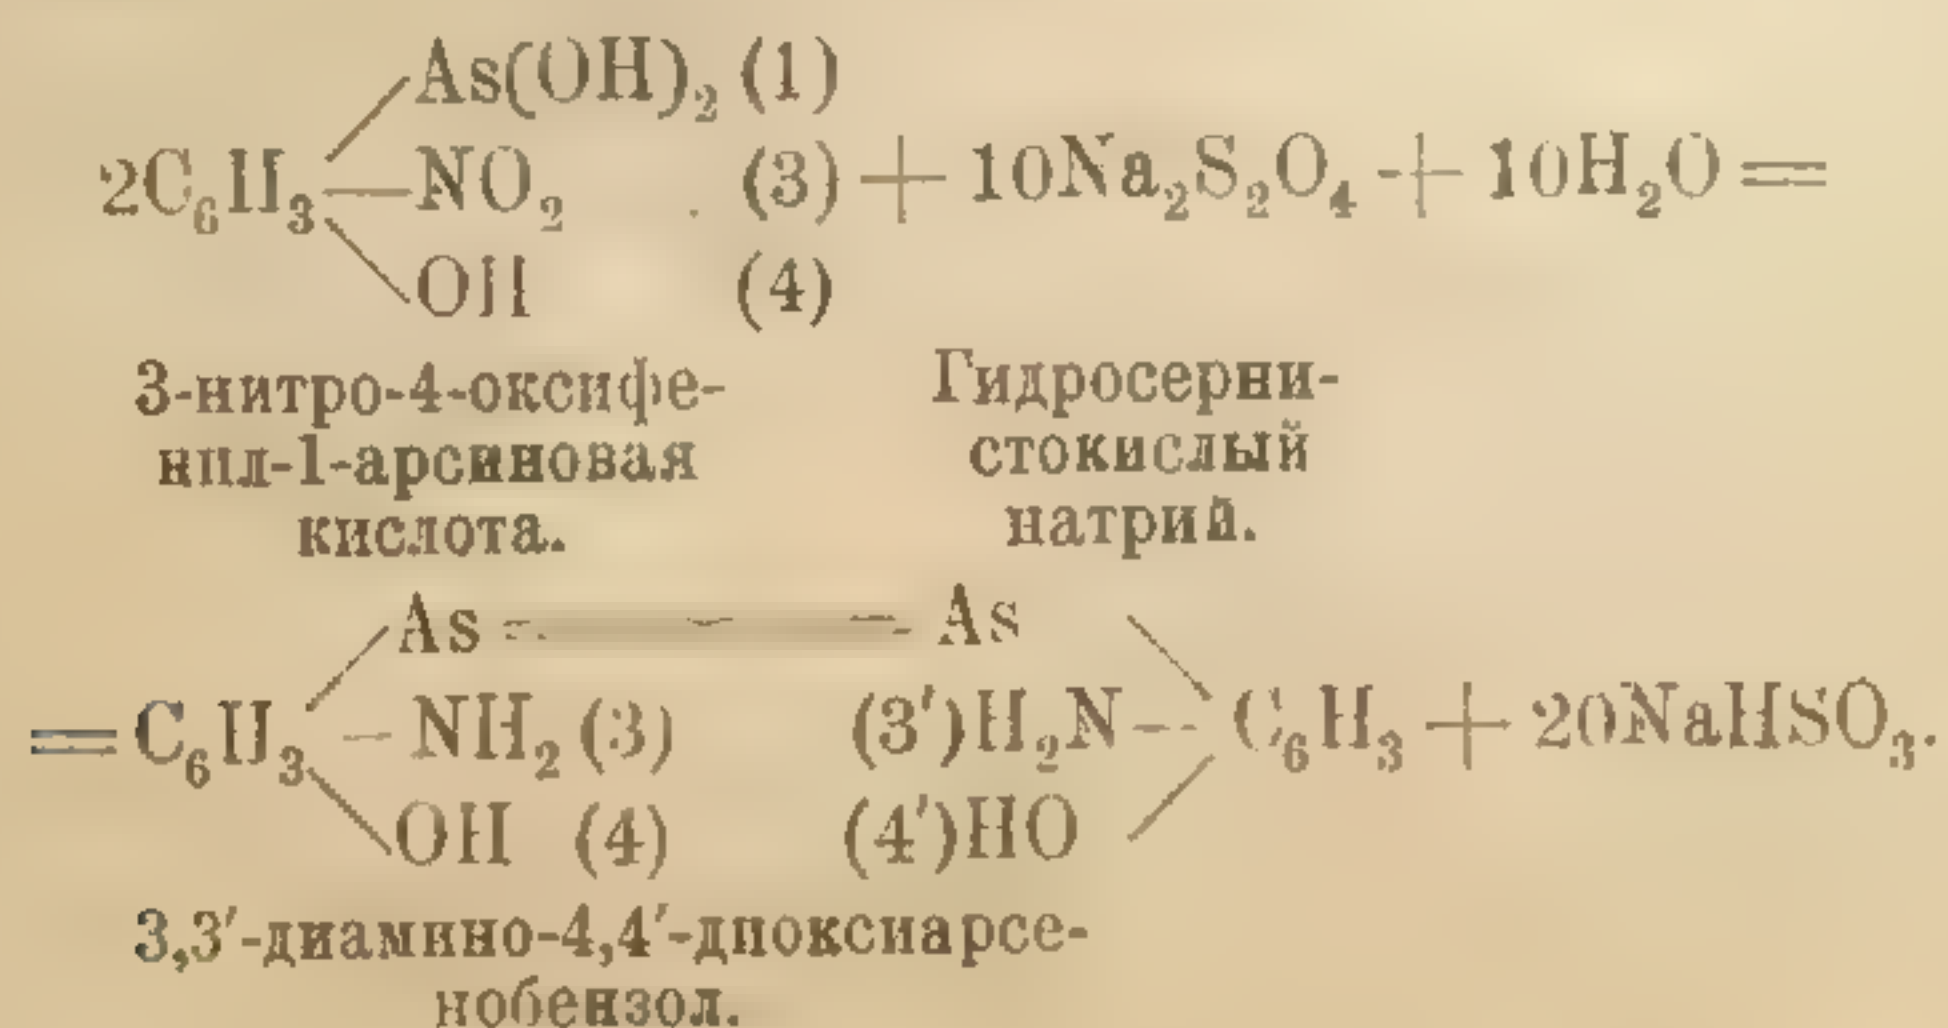 As(OH)₂ (1)
2C₆H₃ NO₂ (3) + 10Na₂S₂O₄ + 10H₂O =
OH (4)
3-нитро-4-оксифе-
нил-1-арсиновая
кислота.
Гидросерни-
стокислый
натрий.
As = As
= C₆H₃ — NH₂ (3) (3′)H₂N — C₆H₃ + 20NaHSO₃.
OH (4) (4′)HO
3,3′-диамино-4,4′-диоксиарсе-
нобензол.